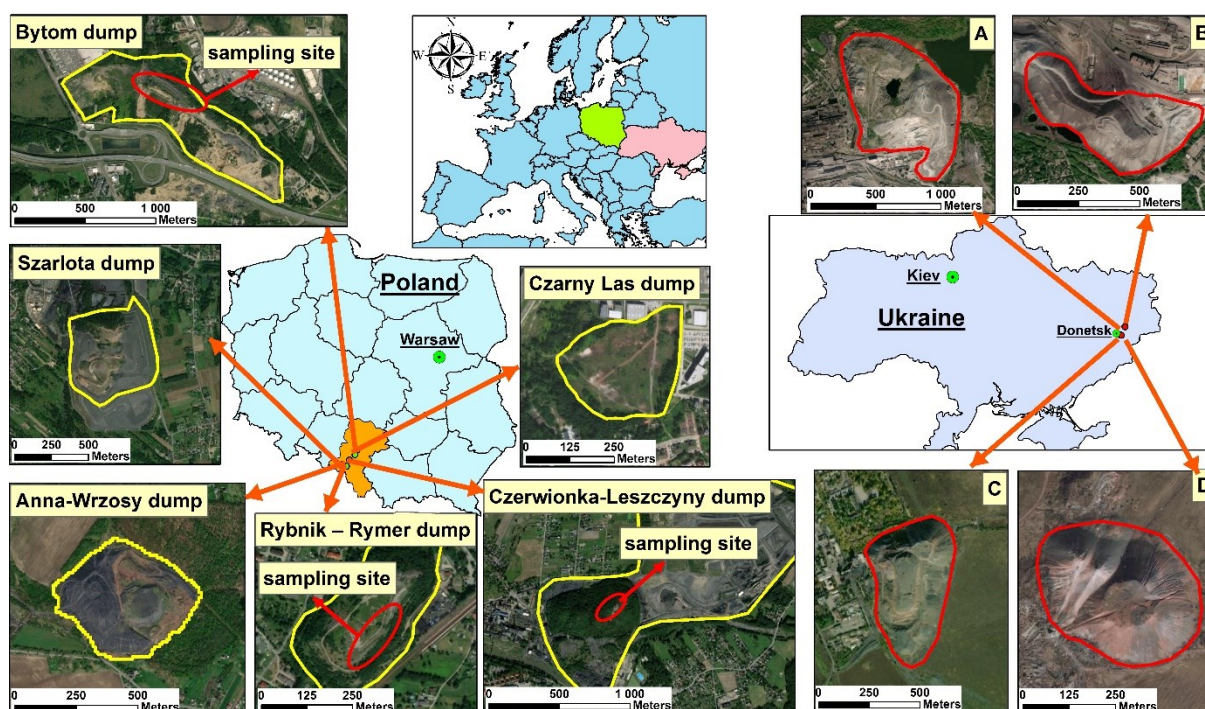 Bytom dump
sampling site
0 500 1 000
Meters
N
W E
S
A
0 500 1 000
Meters
B
0 250 500
Meters
Szarlota dump
0 250 500
Meters
Poland
Warsaw
Czarny Las dump
0 125 250
Meters
Kiev
Ukraine
Donetsk
Anna-Wrzosy dump
0 250 500
Meters
Rybnik – Rymer dump
sampling site
0 125 250
Meters
Czerwionka-Leszczyny dump
sampling site
0 500 1 000
Meters
C
0 250 500
Meters
D
0 125 250
Meters